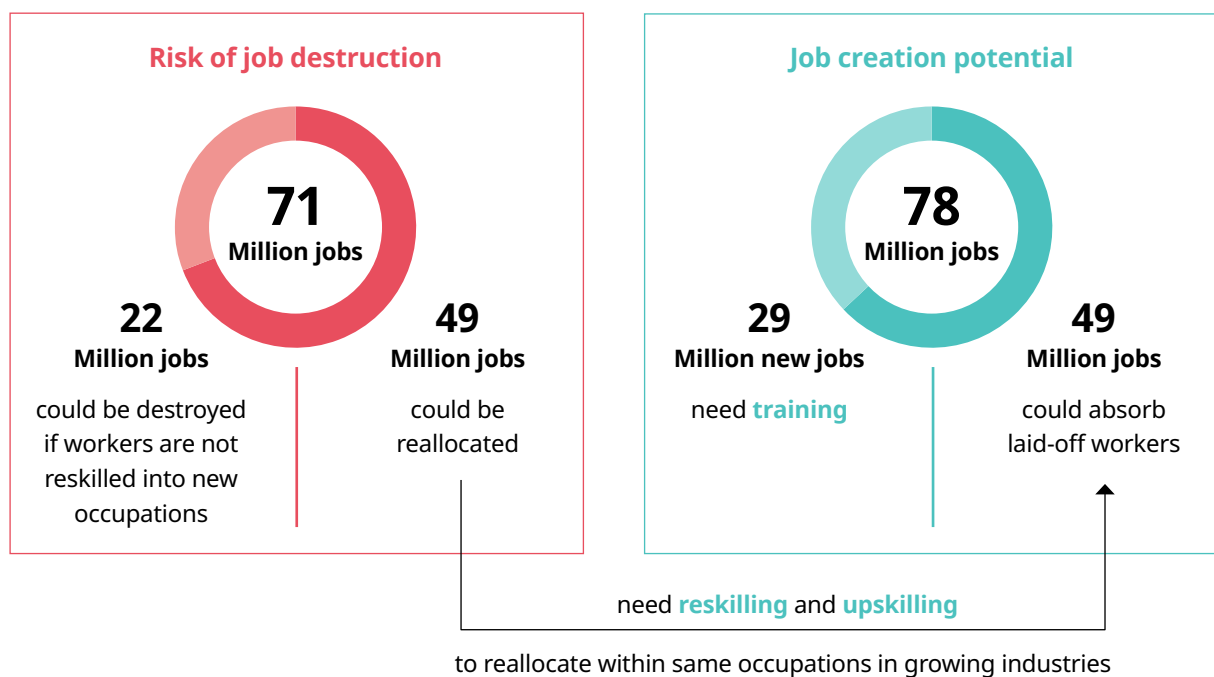 Risk of job destruction
71
Million jobs
22
Million jobs
could be destroyed
if workers are not
reskilled into new
occupations
49
Million jobs
could be
reallocated
Job creation potential
78
Million jobs
29
Million new jobs
need training
49
Million jobs
could absorb
laid-off workers
need reskilling and upskilling
to reallocate within same occupations in growing industries